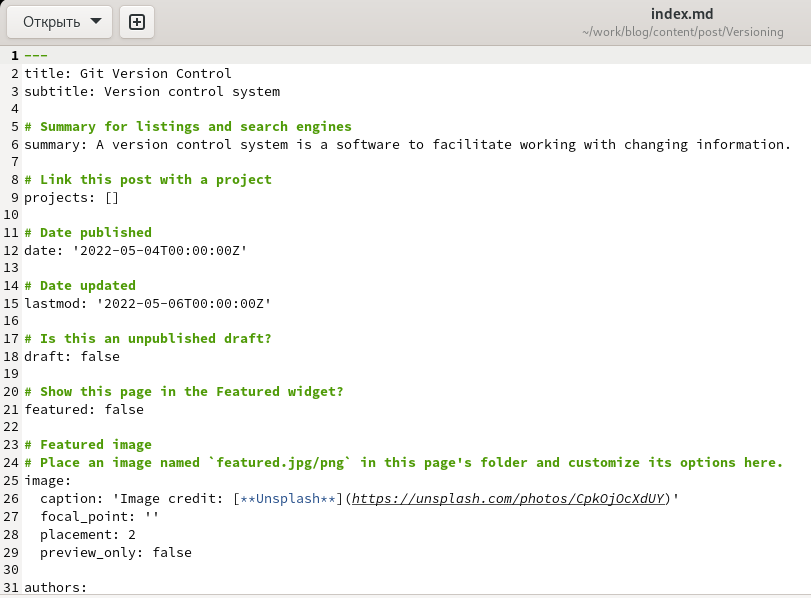 Открыть
index.md
~/work/blog/content/post/Versioning
1 ---
2 title: Git Version Control
3 subtitle: Version control system
4
5 # Summary for listings and search engines
6 summary: A version control system is a software to facilitate working with changing information.
7
8 # Link this post with a project
9 projects: []
10
11 # Date published
12 date: '2022-05-04T00:00:00Z'
13
14 # Date updated
15 lastmod: '2022-05-06T00:00:00Z'
16
17 # Is this an unpublished draft?
18 draft: false
19
20 # Show this page in the Featured widget?
21 featured: false
22
23 # Featured image
24 # Place an image named `featured.jpg/png` in this page's folder and customize its options here.
25 image:
26   caption: 'Image credit: [**Unsplash**](https://unsplash.com/photos/CpkOjOcXdUY)'
27   focal_point: ''
28   placement: 2
29   preview_only: false
30
31 authors: